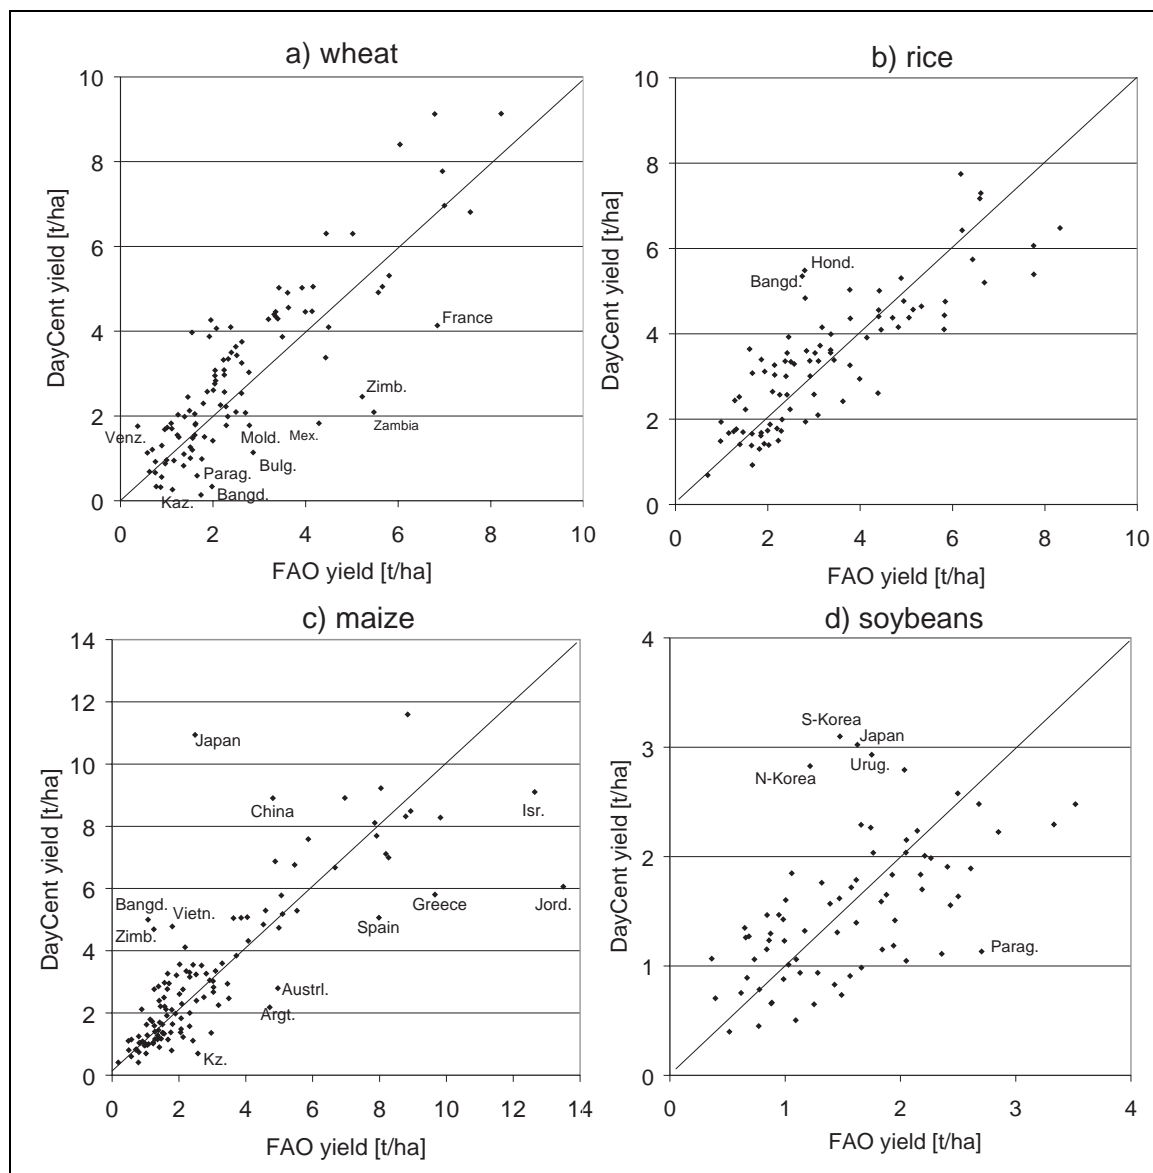 a) wheat
10
8
6
4
2
0
DayCent yield [t/ha]
France
Zimb.
Zambia
Mex.
Venz.
Mold.
Bulg.
Parag.
Kaz.
Bangd.
0 2 4 6 8 10
FAO yield [t/ha]
b) rice
10
8
6
4
2
0
DayCent yield [t/ha]
Hond.
Bangd.
0 2 4 6 8 10
FAO yield [t/ha]
c) maize
14
12
10
8
6
4
2
0
DayCent yield [t/ha]
Japan
China
Isr.
Bangd.
Vietn.
Zimb.
Greece
Jord.
Spain
Austrl.
Argt.
Kz.
0 2 4 6 8 10 12 14
FAO yield [t/ha]
d) soybeans
4
3
2
1
0
DayCent yield [t/ha]
S-Korea
Japan
Urug.
N-Korea
Parag.
0 1 2 3 4
FAO yield [t/ha]